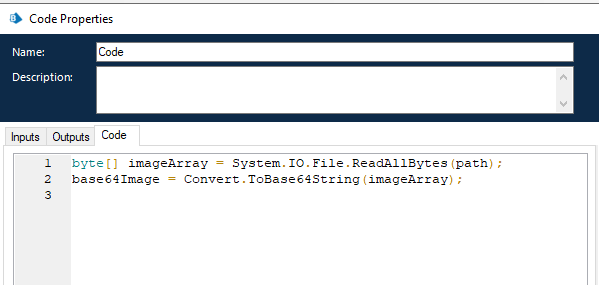 Code Properties
Name: Code
Description:
Inputs Outputs Code
1 byte[] imageArray = System.IO.File.ReadAllBytes(path);
2 base64Image = Convert.ToBase64String(imageArray);
3